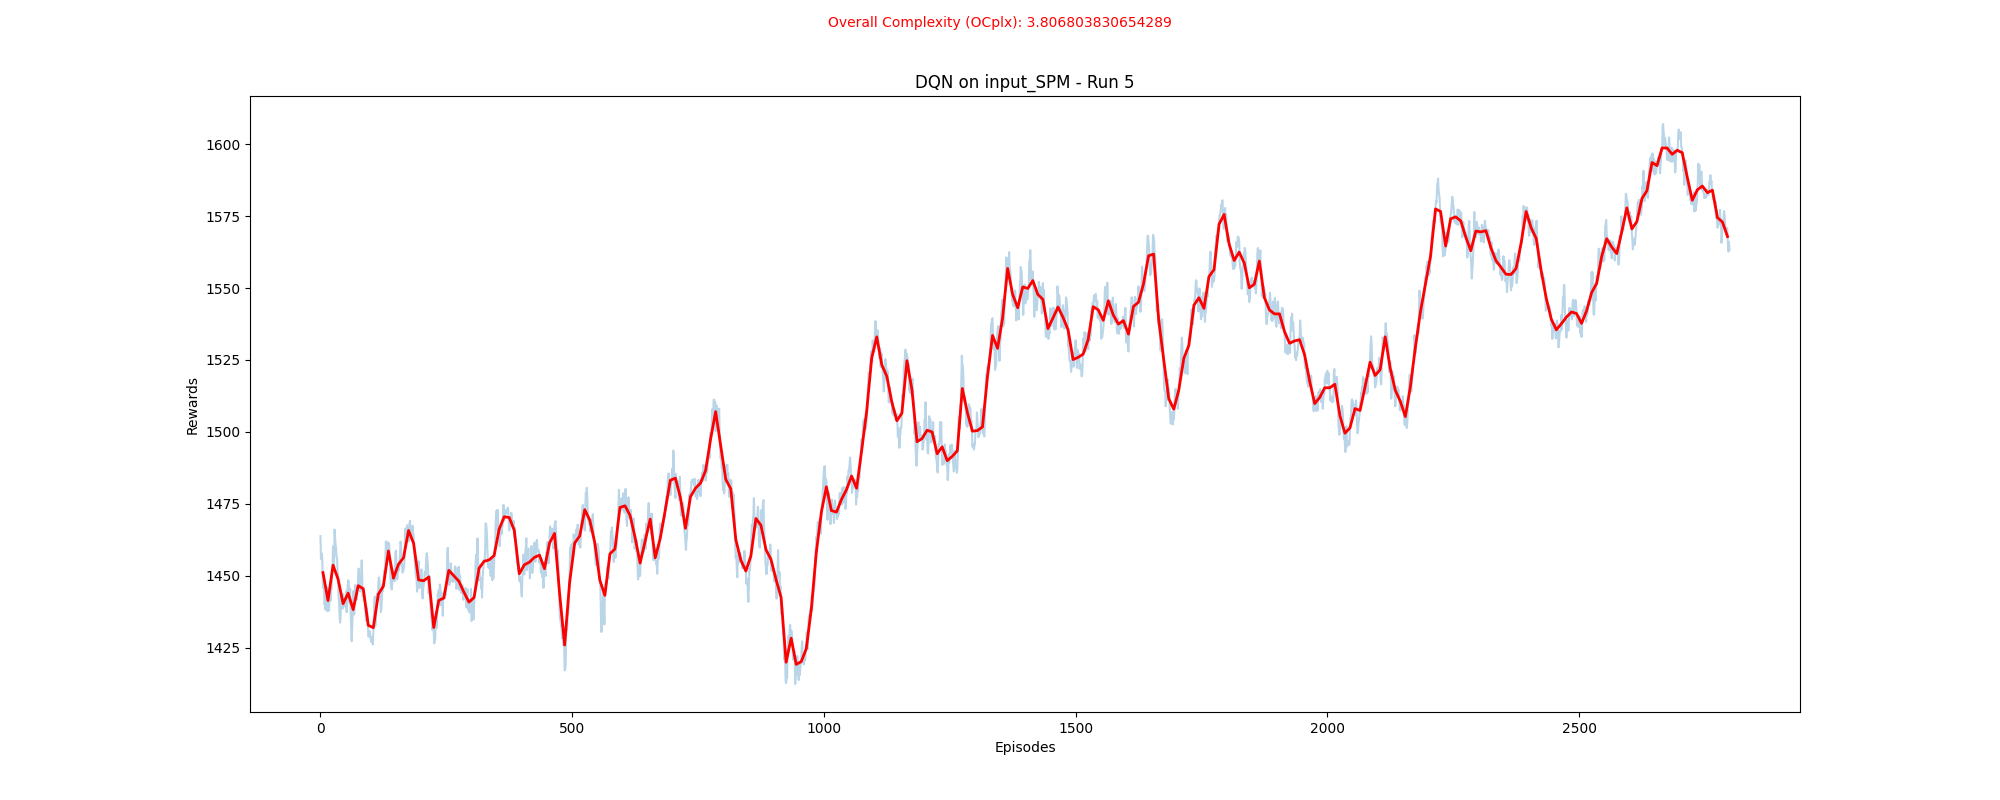 Overall Complexity (OCplx): 3.806803830654289
DQN on input_SPM - Run 5
Rewards
1600
1575
1550
1525
1500
1475
1450
1425
0 500 1000 1500 2000 2500
Episodes